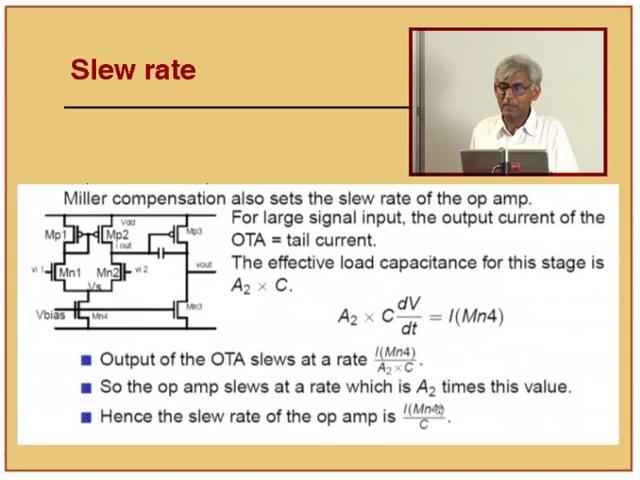 Slew rate
Miller compensation also sets the slew rate of the op amp.
Vdd
Mp1
Mp2
Mp3
Iout
vi 1
Mn1
Mn2
vi 2
vout
Vs
Vbias
Mn4
Mn3
For large signal input, the output current of the
OTA = tail current.
The effective load capacitance for this stage is
A₂ × C.
A₂ × C dV/dt = I(Mn4)
Output of the OTA slews at a rate I(Mn4)/A₂×C.
So the op amp slews at a rate which is A₂ times this value.
Hence the slew rate of the op amp is I(Mn4)/C.